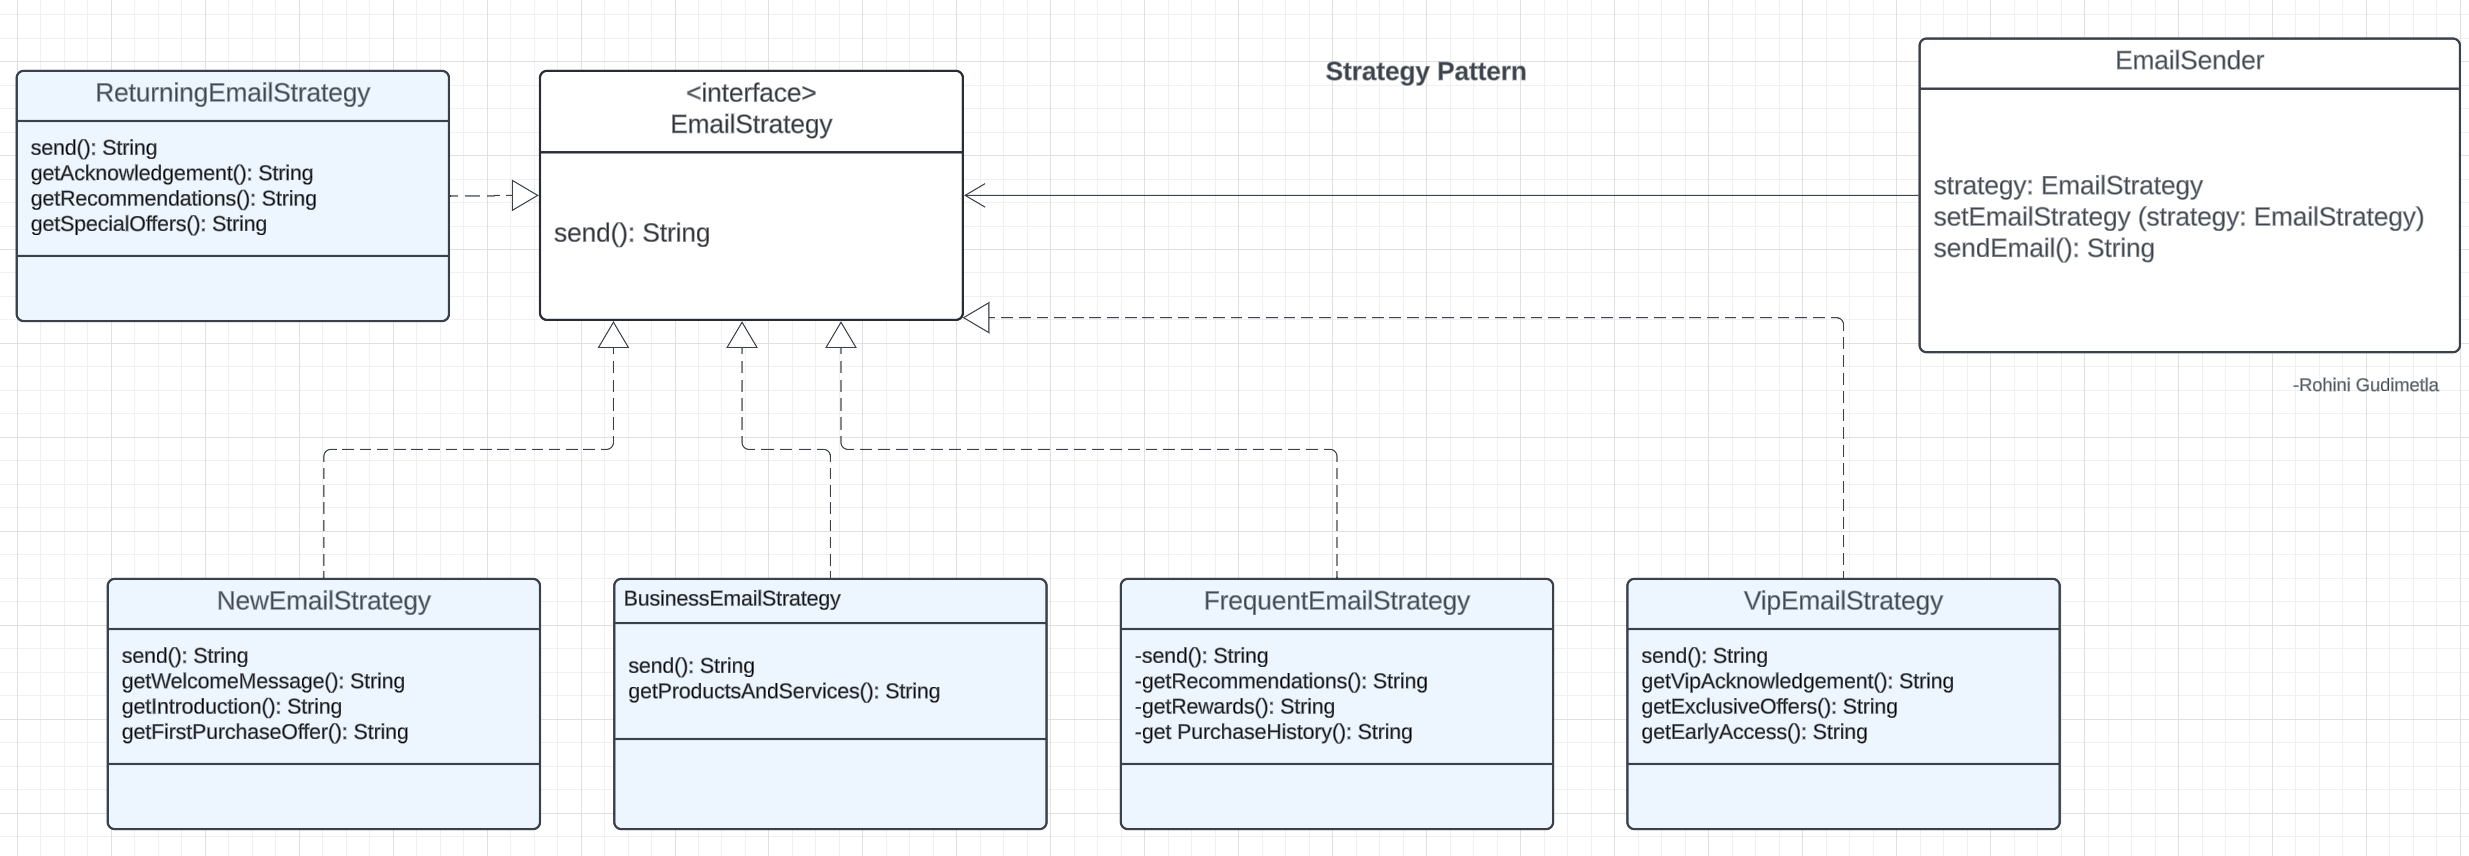 Strategy Pattern
ReturningEmailStrategy
send(): String
getAcknowledgement(): String
getRecommendations(): String
getSpecialOffers(): String
<interface>
EmailStrategy
send(): String
EmailSender
strategy: EmailStrategy
setEmailStrategy (strategy: EmailStrategy)
sendEmail(): String
-Rohini Gudimetla
NewEmailStrategy
send(): String
getWelcomeMessage(): String
getIntroduction(): String
getFirstPurchaseOffer(): String
BusinessEmailStrategy
send(): String
getProductsAndServices(): String
FrequentEmailStrategy
-send(): String
-getRecommendations(): String
-getRewards(): String
-get PurchaseHistory(): String
VipEmailStrategy
send(): String
getVipAcknowledgement(): String
getExclusiveOffers(): String
getEarlyAccess(): String